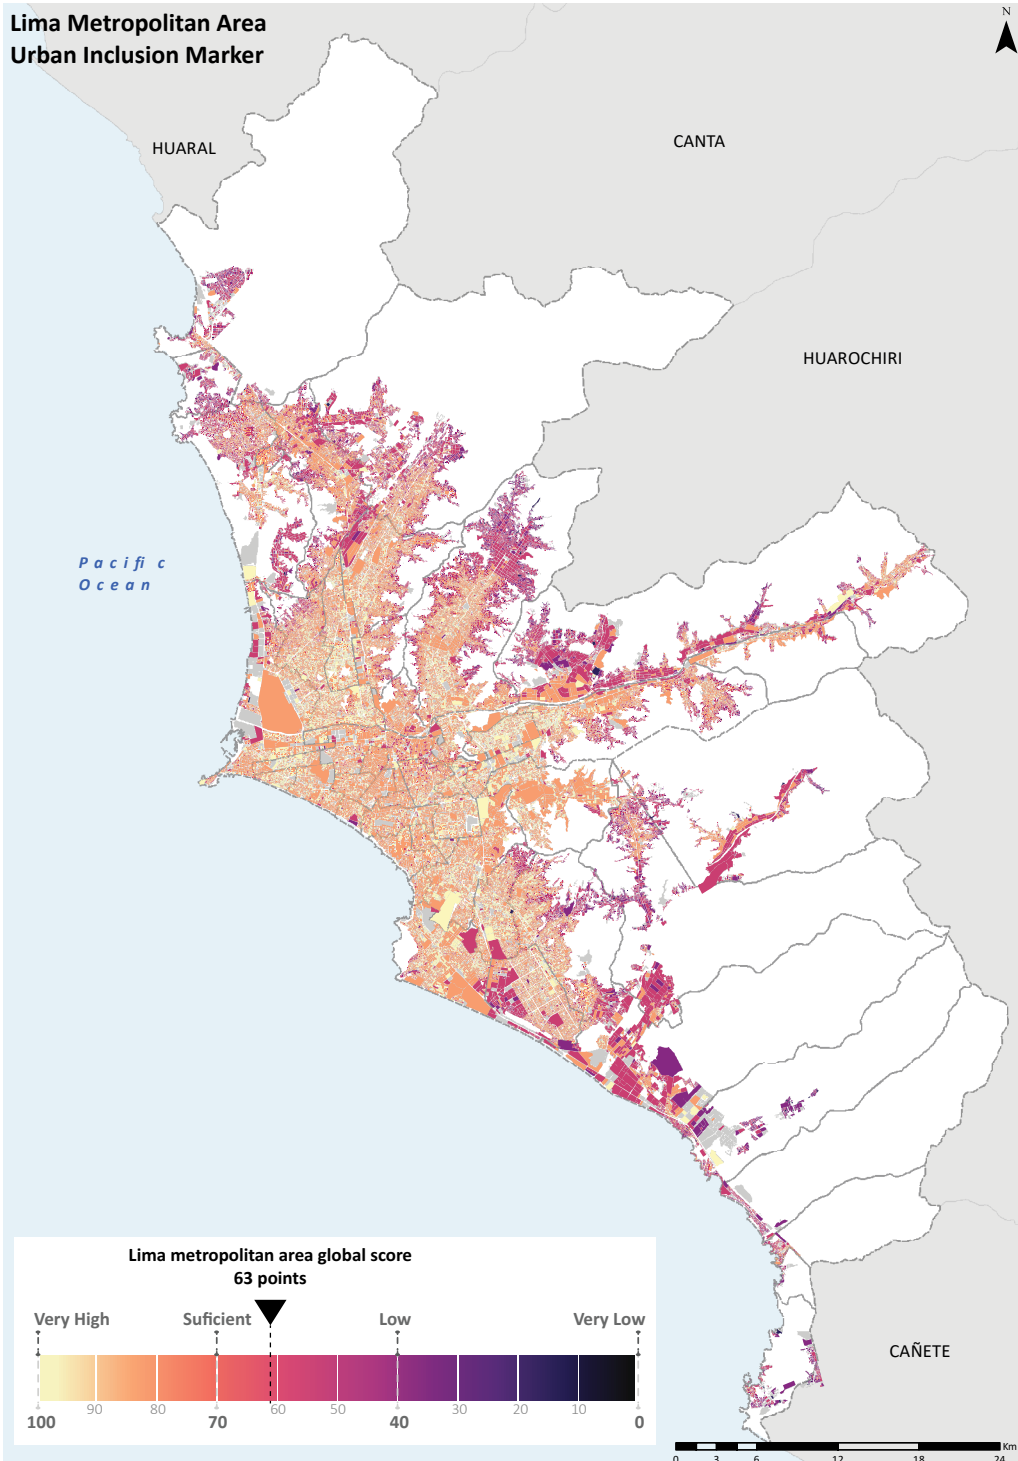 Lima Metropolitan Area
Urban Inclusion Marker
N
HUARAL
CANTA
HUAROCHIRI
Pacific
Ocean
CAÑETE
Lima metropolitan area global score
63 points
Very High
Suficient
Low
Very Low
90
80
60
50
30
20
10
100
70
40
0
Km
0
3
6
12
18
24